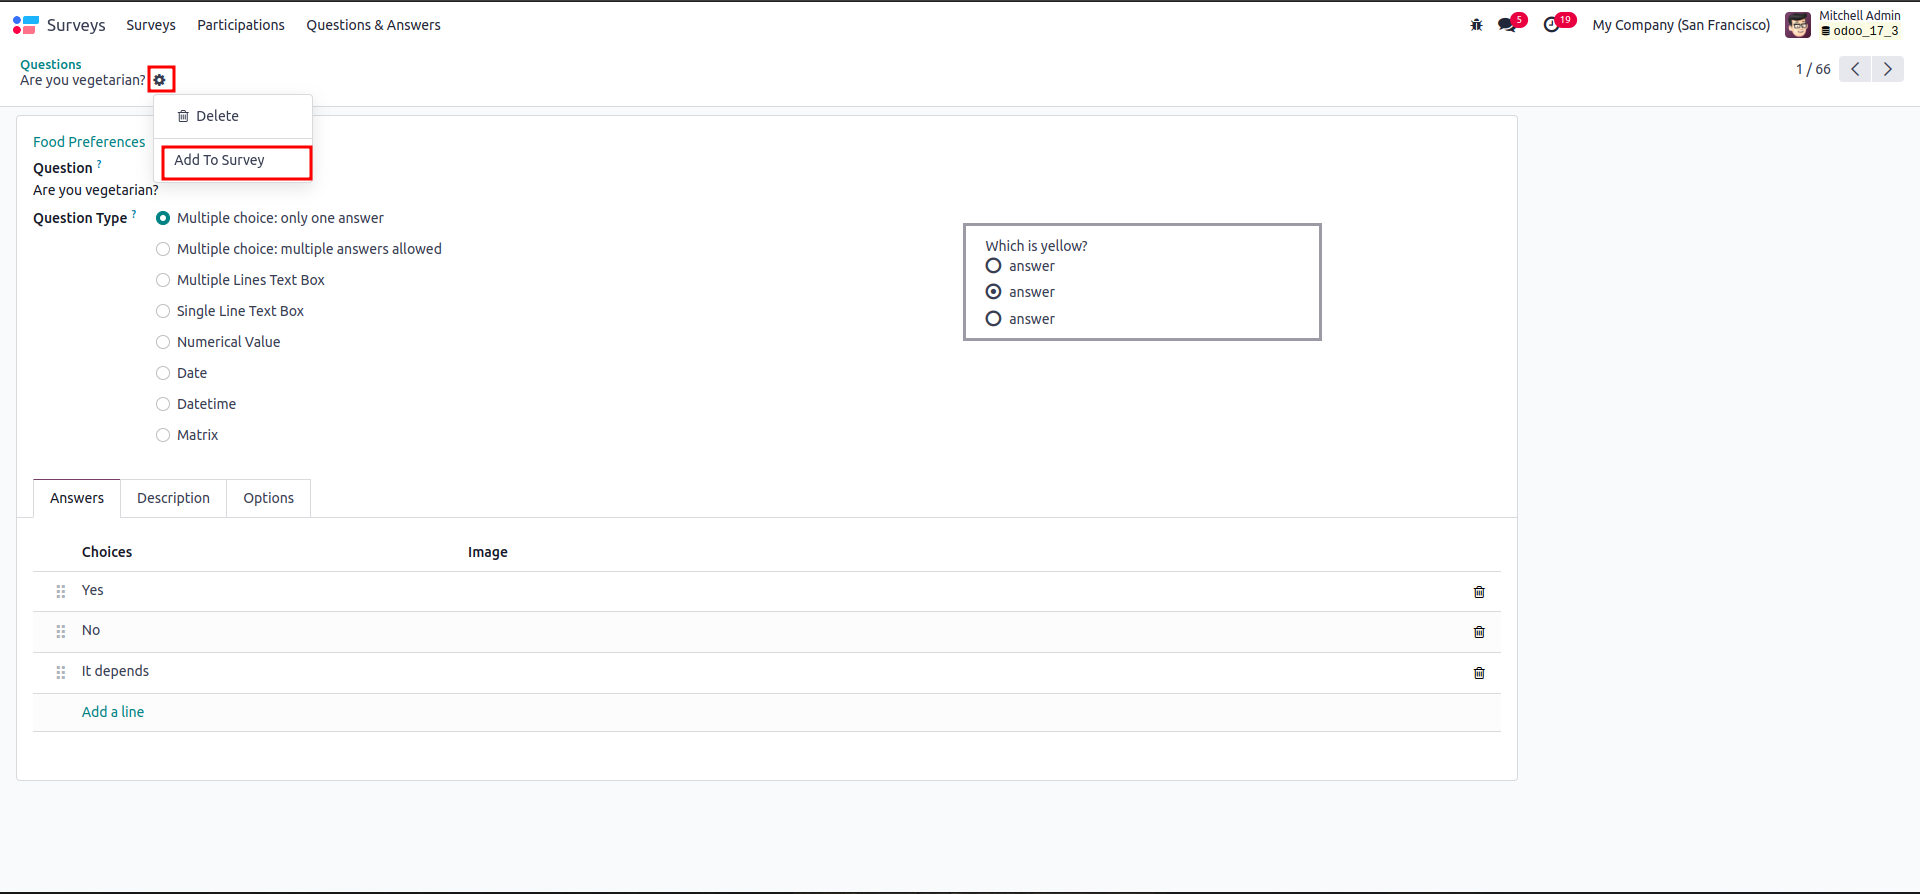 Surveys Surveys Participations Questions & Answers 5 19 My Company (San Francisco) Mitchell Admin
odoo_17_3
Questions
Are you vegetarian? 1 / 66
Delete
Add To Survey
Food Preferences
Question ?
Are you vegetarian?
Question Type ?
Multiple choice: only one answer
Multiple choice: multiple answers allowed
Multiple Lines Text Box
Single Line Text Box
Numerical Value
Date
Datetime
Matrix
Which is yellow?
answer
answer
answer
Answers Description Options
Choices Image
Yes
No
It depends
Add a line